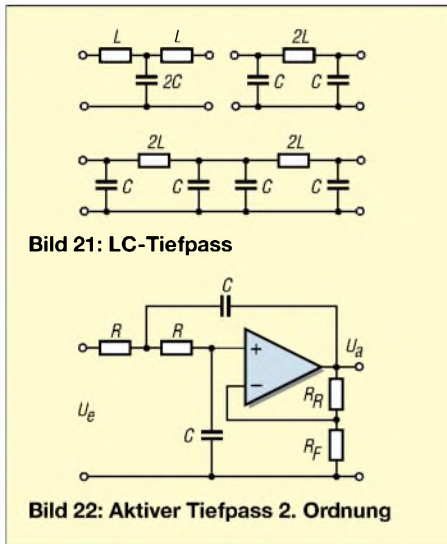 L L
2C
2L
C C
2L 2L
C C C C
Bild 21: LC-Tiefpass
C
R R
+
−
U_a
R_R
U_e
C
R_F
Bild 22: Aktiver Tiefpass 2. Ordnung